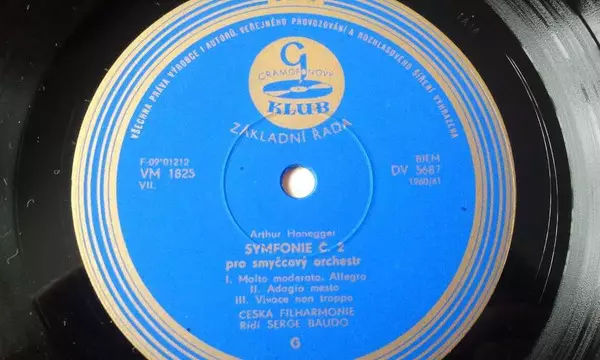 VŠECHNA PRÁVA VÝROBCE I AUTORŮ, VEŘEJNÉHO PROVOZOVÁNÍ A ROZHLASOVÉHO ŠÍŘENÍ VYHRAZENA
G
GRAMOFONOVÝ
KLUB
ZÁKLADNÍ ŘADA
F-09*01212
VM 1825
VII.
BIEM
DV 5687
1960/61
Arthur Honegger
SYMFONIE Č. 2
pro smyčcový orchestr
I. Molto moderato. Allegro
II. Adagio mesto
III. Vivace non troppo
ČESKÁ FILHARMONIE
Řídí SERGE BAUDO
G